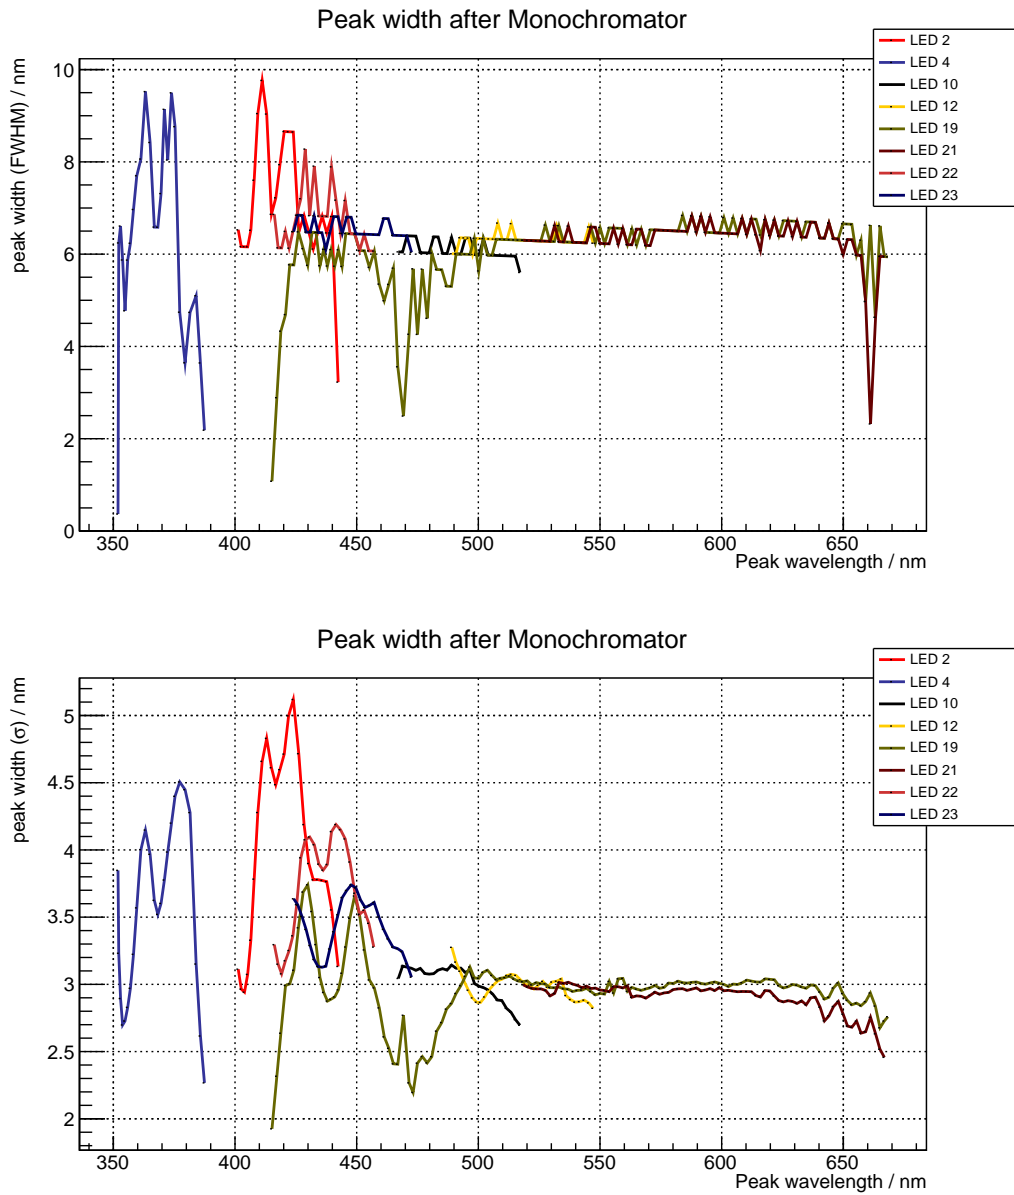 Peak width after Monochromator
peak width (FWHM) / nm
10
8
6
4
2
0
350 400 450 500 550 600 650
Peak wavelength / nm
LED 2
LED 4
LED 10
LED 12
LED 19
LED 21
LED 22
LED 23
Peak width after Monochromator
peak width (σ) / nm
5
4.5
4
3.5
3
2.5
2
350 400 450 500 550 600 650
Peak wavelength / nm
LED 2
LED 4
LED 10
LED 12
LED 19
LED 21
LED 22
LED 23